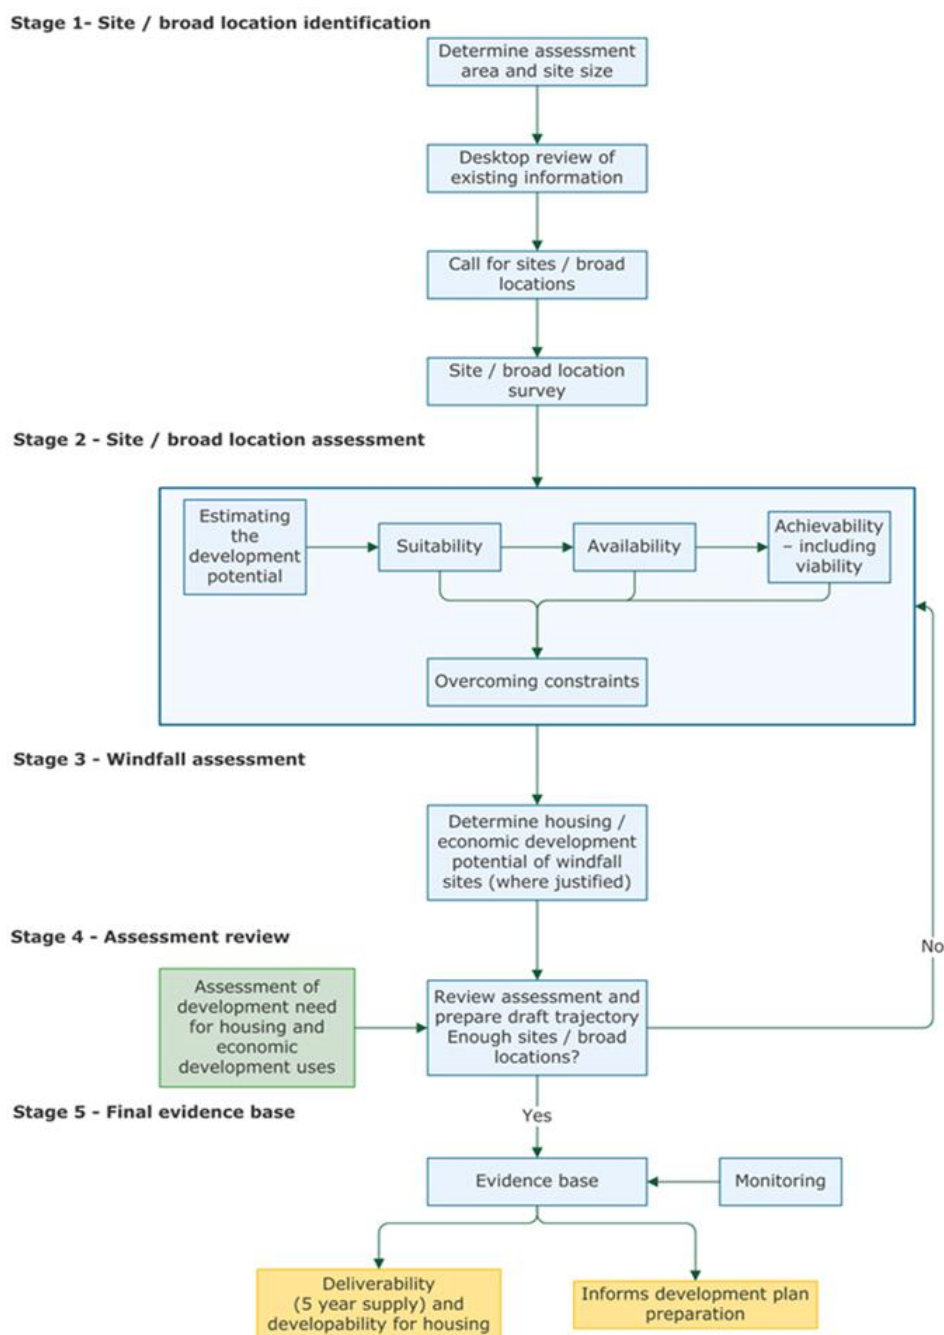 Stage 1- Site / broad location identification
Determine assessment
area and site size
Desktop review of
existing information
Call for sites / broad
locations
Site / broad location
survey
Stage 2 - Site / broad location assessment
Estimating
the
development
potential
Suitability
Availability
Achievability
– including
viability
Overcoming constraints
Stage 3 - Windfall assessment
Determine housing /
economic development
potential of windfall
sites (where justified)
Stage 4 - Assessment review
No
Assessment of
development need
for housing and
economic
development uses
Review assessment and
prepare draft trajectory
Enough sites / broad
locations?
Stage 5 - Final evidence base
Yes
Evidence base
Monitoring
Deliverability
(5 year supply) and
developability for housing
Informs development plan
preparation